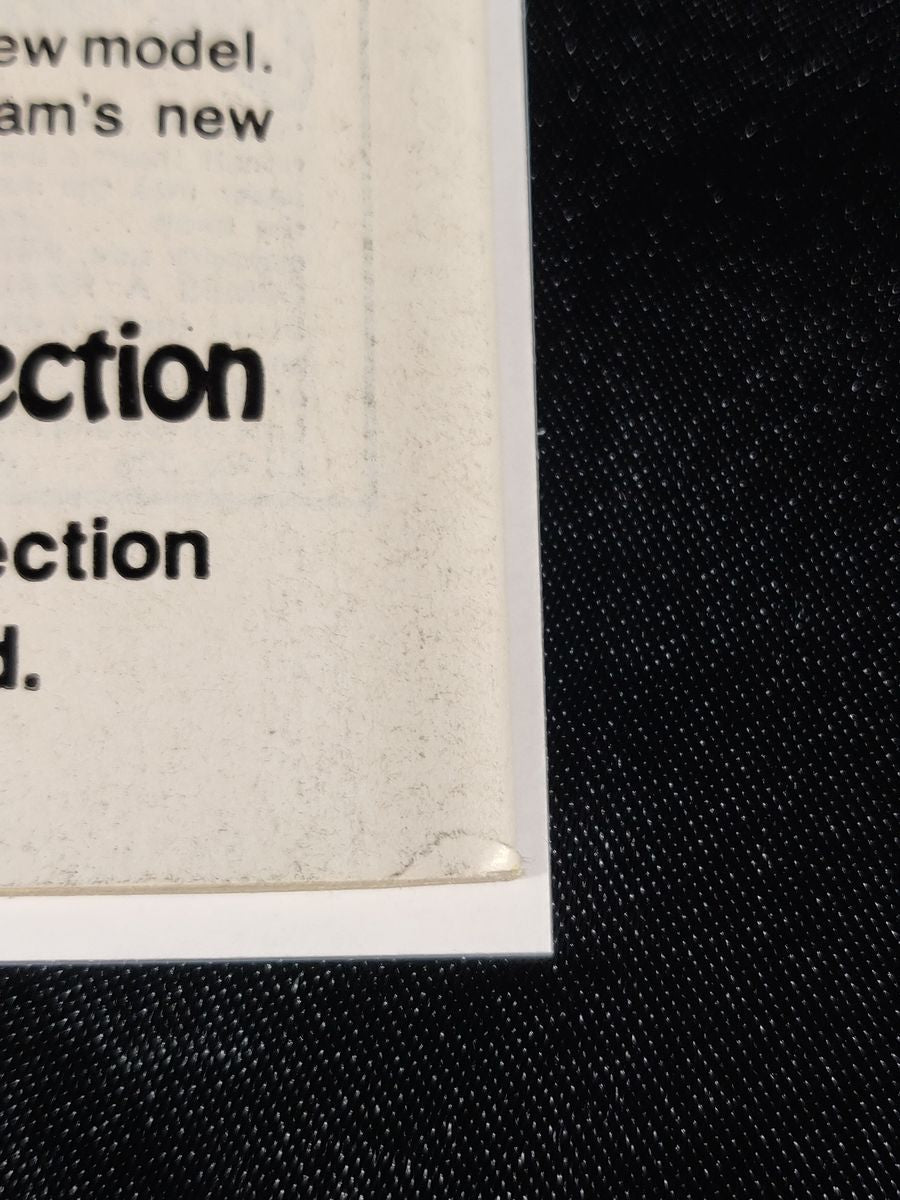 ew model.
am's new
ection
ection
d.